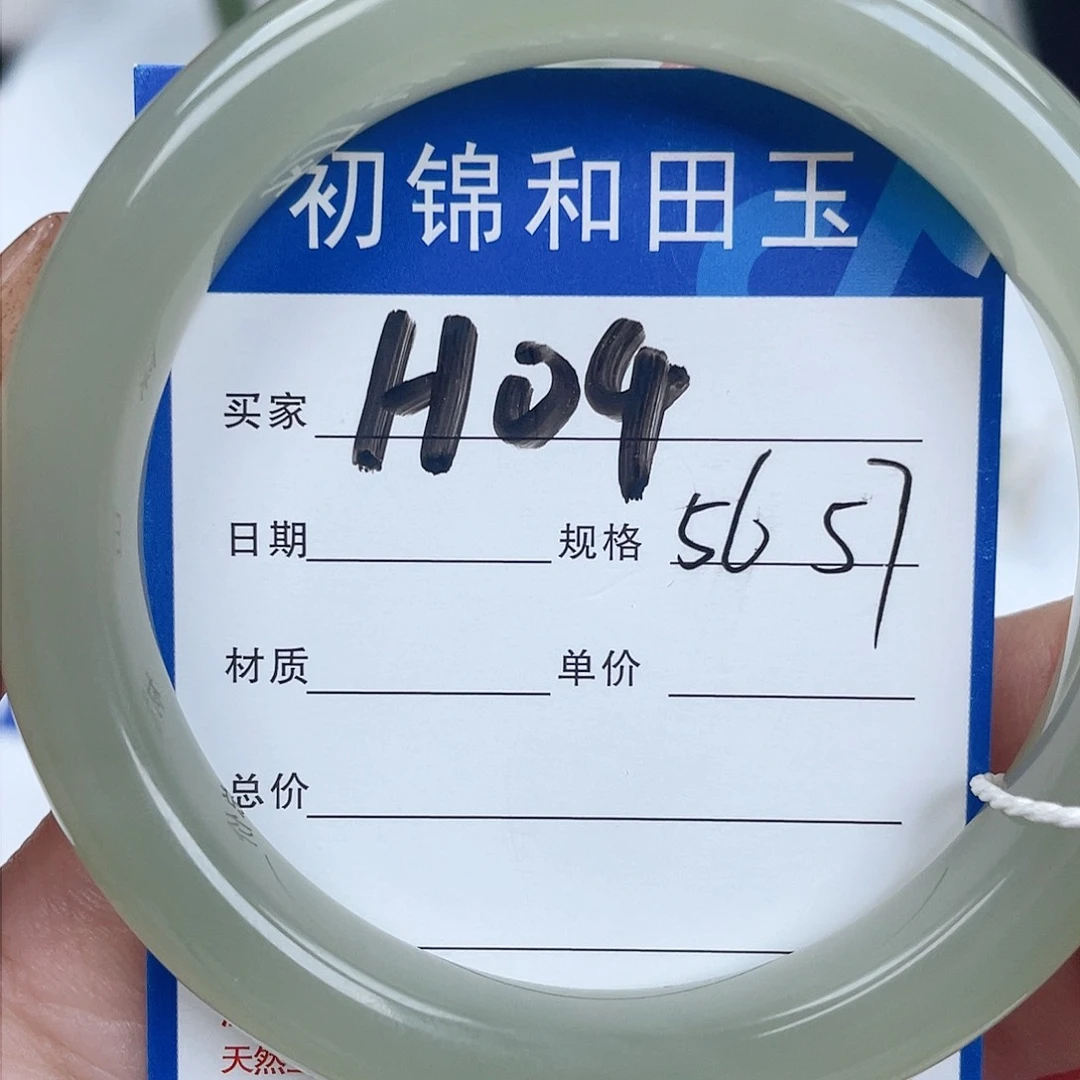 初锦和田玉
买家 H04
日期 规格 56 57
材质 单价
总价
天然